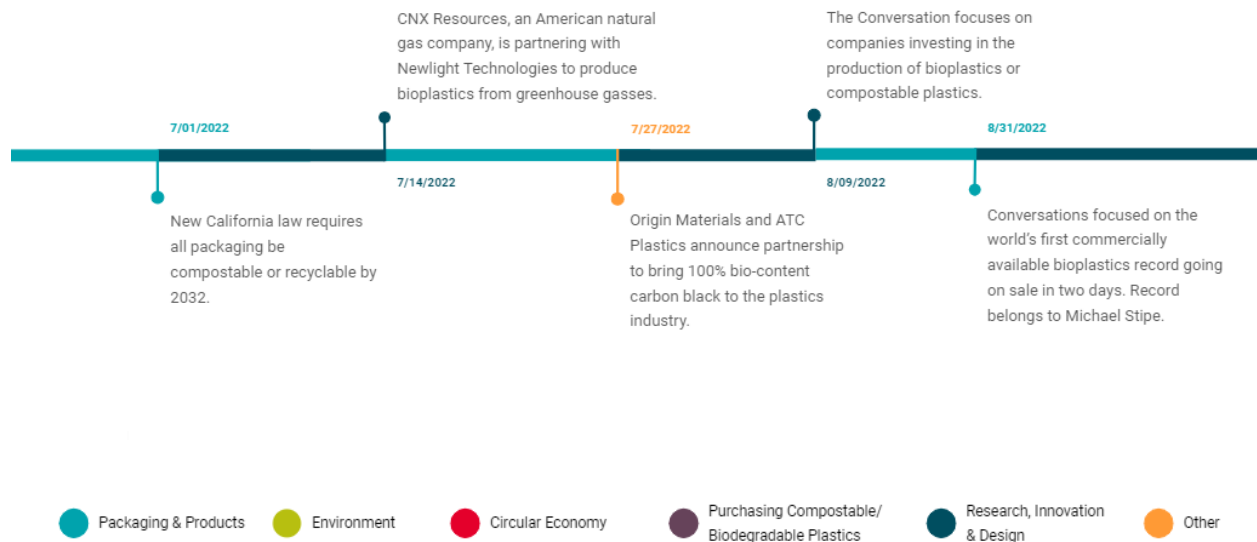 CNX Resources, an American natural
gas company, is partnering with
Newlight Technologies to produce
bioplastics from greenhouse gasses.
The Conversation focuses on
companies investing in the
production of bioplastics or
compostable plastics.
7/01/2022
7/27/2022
8/31/2022
7/14/2022
8/09/2022
New California law requires
all packaging be
compostable or recyclable by
2032.
Origin Materials and ATC
Plastics announce partnership
to bring 100% bio-content
carbon black to the plastics
industry.
Conversations focused on the
world's first commercially
available bioplastics record going
on sale in two days. Record
belongs to Michael Stipe.
Packaging & Products
Environment
Circular Economy
Purchasing Compostable/
Biodegradable Plastics
Research, Innovation
& Design
Other